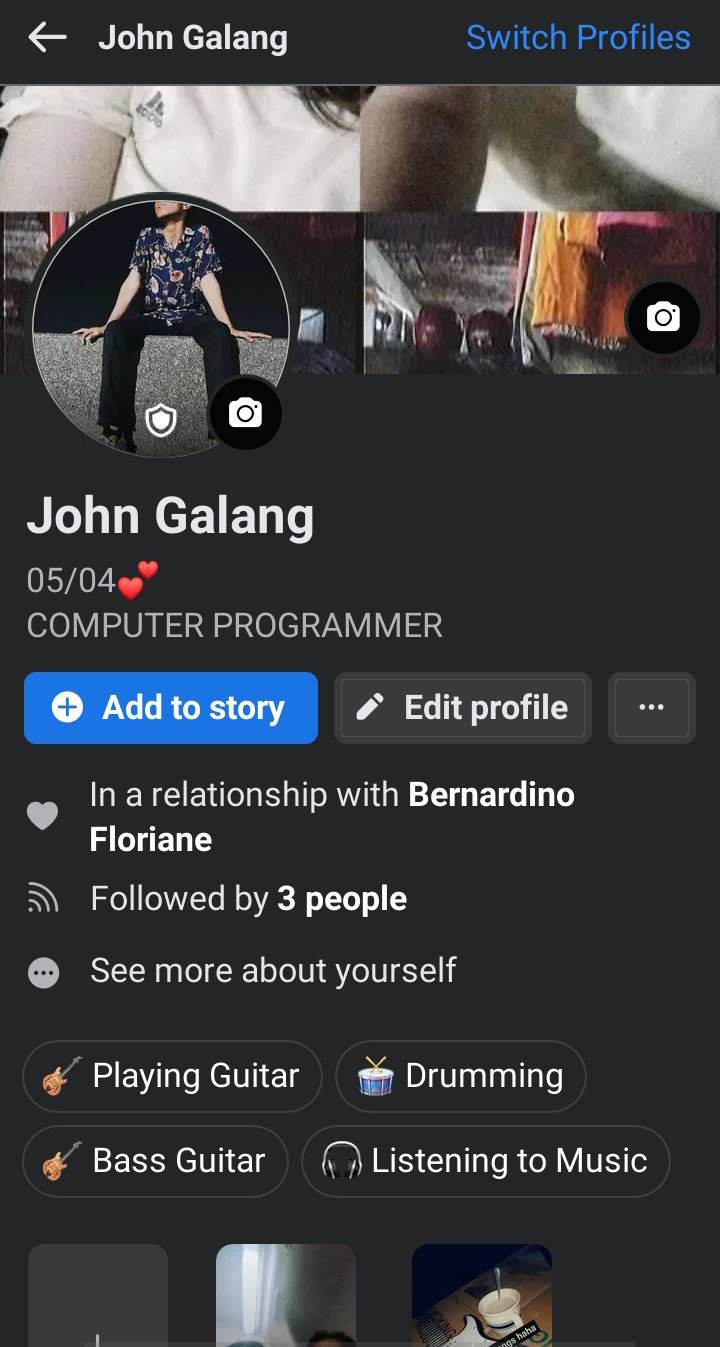 John Galang
Switch Profiles
adidas
John Galang
05/04💕
COMPUTER PROGRAMMER
Add to story
Edit profile
In a relationship with Bernardino
Floriane
Followed by 3 people
See more about yourself
Playing Guitar
Drumming
Bass Guitar
Listening to Music
haha